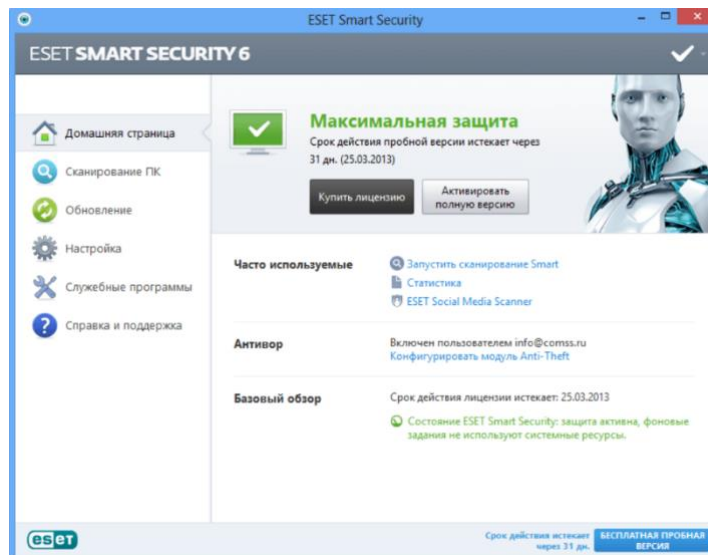 ESET Smart Security
ESET SMART SECURITY 6
Домашняя страница
Сканирование ПК
Обновление
Настройка
Служебные программы
Справка и поддержка
Максимальная защита
Срок действия пробной версии истекает через
31 дн. (25.03.2013)
Купить лицензию
Активировать
полную версию
Часто используемые
Запустить сканирование Smart
Статистика
ESET Social Media Scanner
Антивор
Включен пользователем info@comss.ru
Конфигурировать модуль Anti-Theft
Базовый обзор
Срок действия лицензии истекает: 25.03.2013
Состояние ESET Smart Security: защита активна, фоновые
задания не используют системные ресурсы.
eseT
Срок действия истекает
через 31 дн.
БЕСПЛАТНАЯ ПРОБНАЯ
ВЕРСИЯ